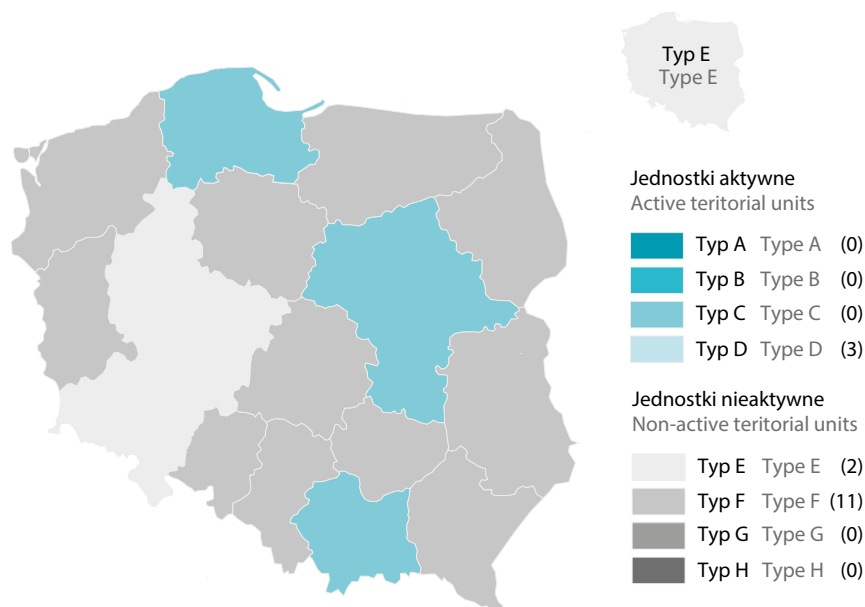 Typ E
Type E
Jednostki aktywne
Active teritorial units
Typ A Type A (0)
Typ B Type B (0)
Typ C Type C (0)
Typ D Type D (3)
Jednostki nieaktywne
Non-active teritorial units
Typ E Type E (2)
Typ F Type F (11)
Typ G Type G (0)
Typ H Type H (0)